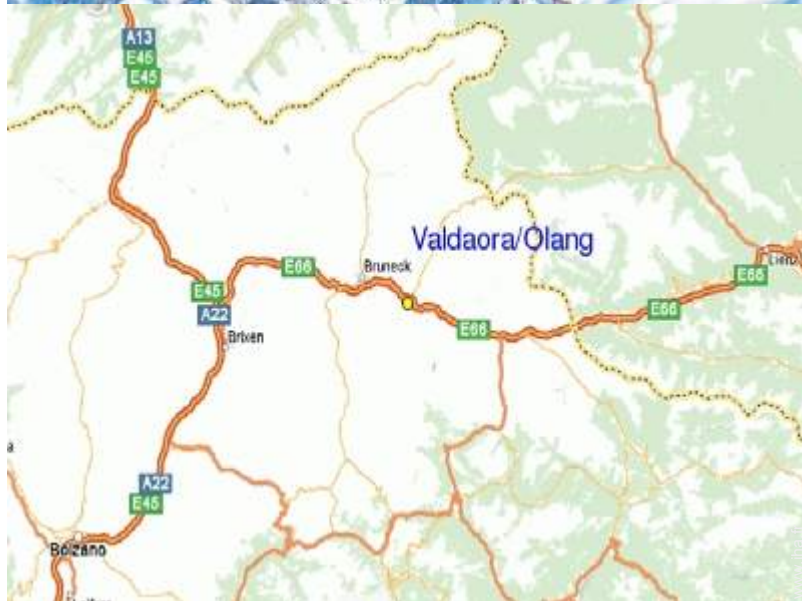 A13
E45
E45
Valdaora/Olang
E66
Bruneck
E66
Lienz
E45
A22
E66
E66
Brixen
A22
E45
Bolzano